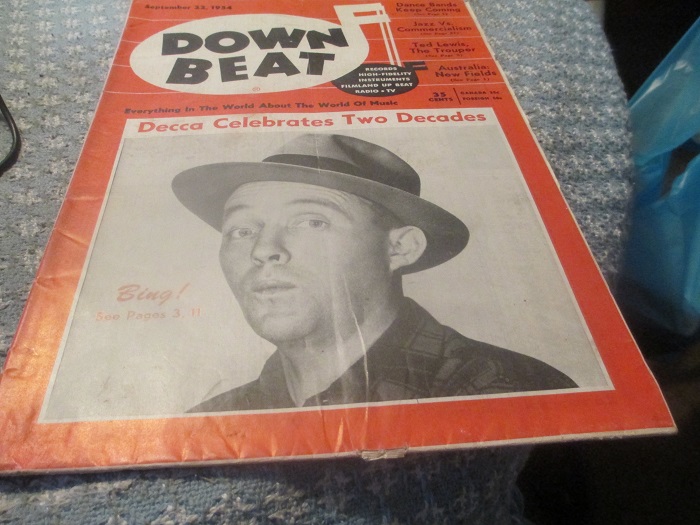 September 22, 1954
DOWN
BEAT
RECORDS
HIGH-FIDELITY
INSTRUMENTS
FILMLAND UP BEAT
RADIO • TV
Dance Bands
Keep Coming
Jazz Vs.
Commercialism
Ted Lewis,
The Trouper
Australia:
New Fields
35
CENTS
Everything In The World About The World Of Music
Decca Celebrates Two Decades
Bing!
See Pages 3, 11